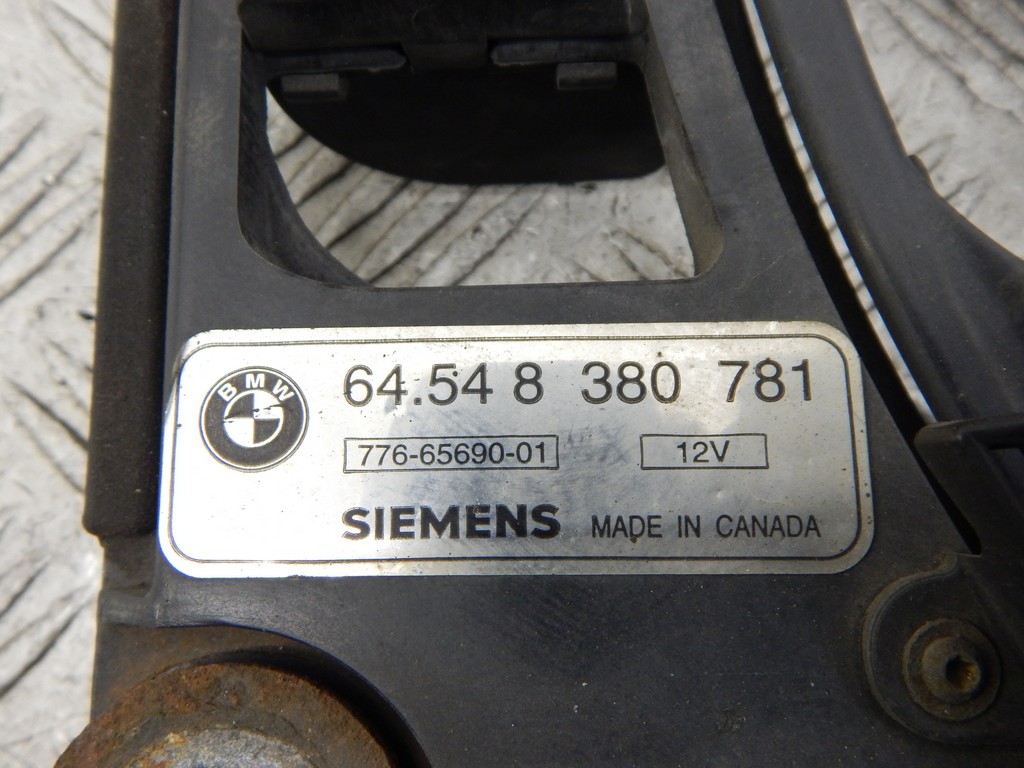 BMW
64.54 8 380 781
776-65690-01 12V
SIEMENS MADE IN CANADA